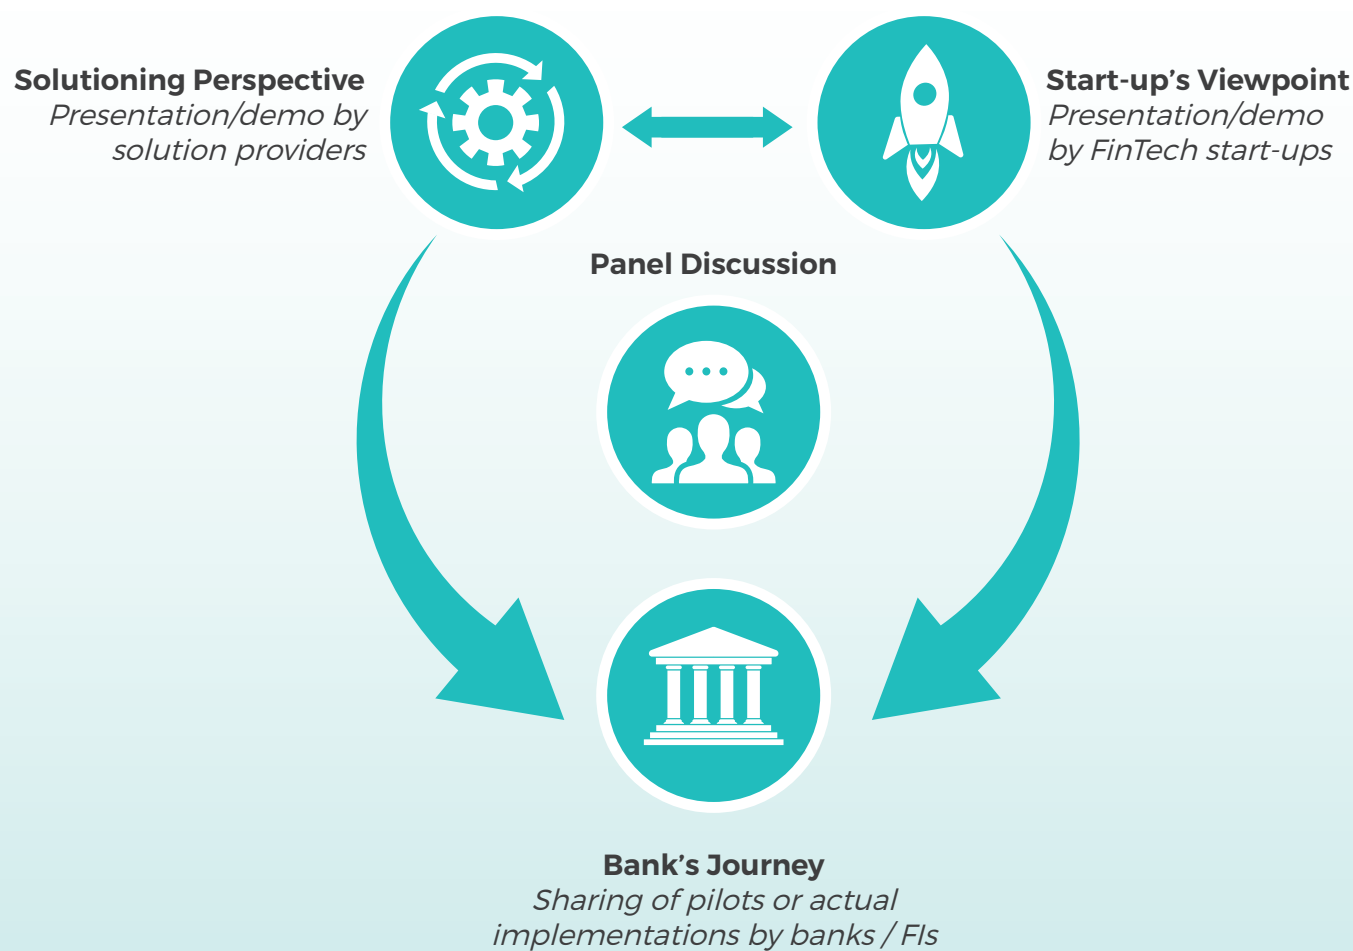 Solutioning Perspective
Presentation/demo by
solution providers
Start-up’s Viewpoint
Presentation/demo
by FinTech start-ups
Panel Discussion
Bank’s Journey
Sharing of pilots or actual
implementations by banks / FIs